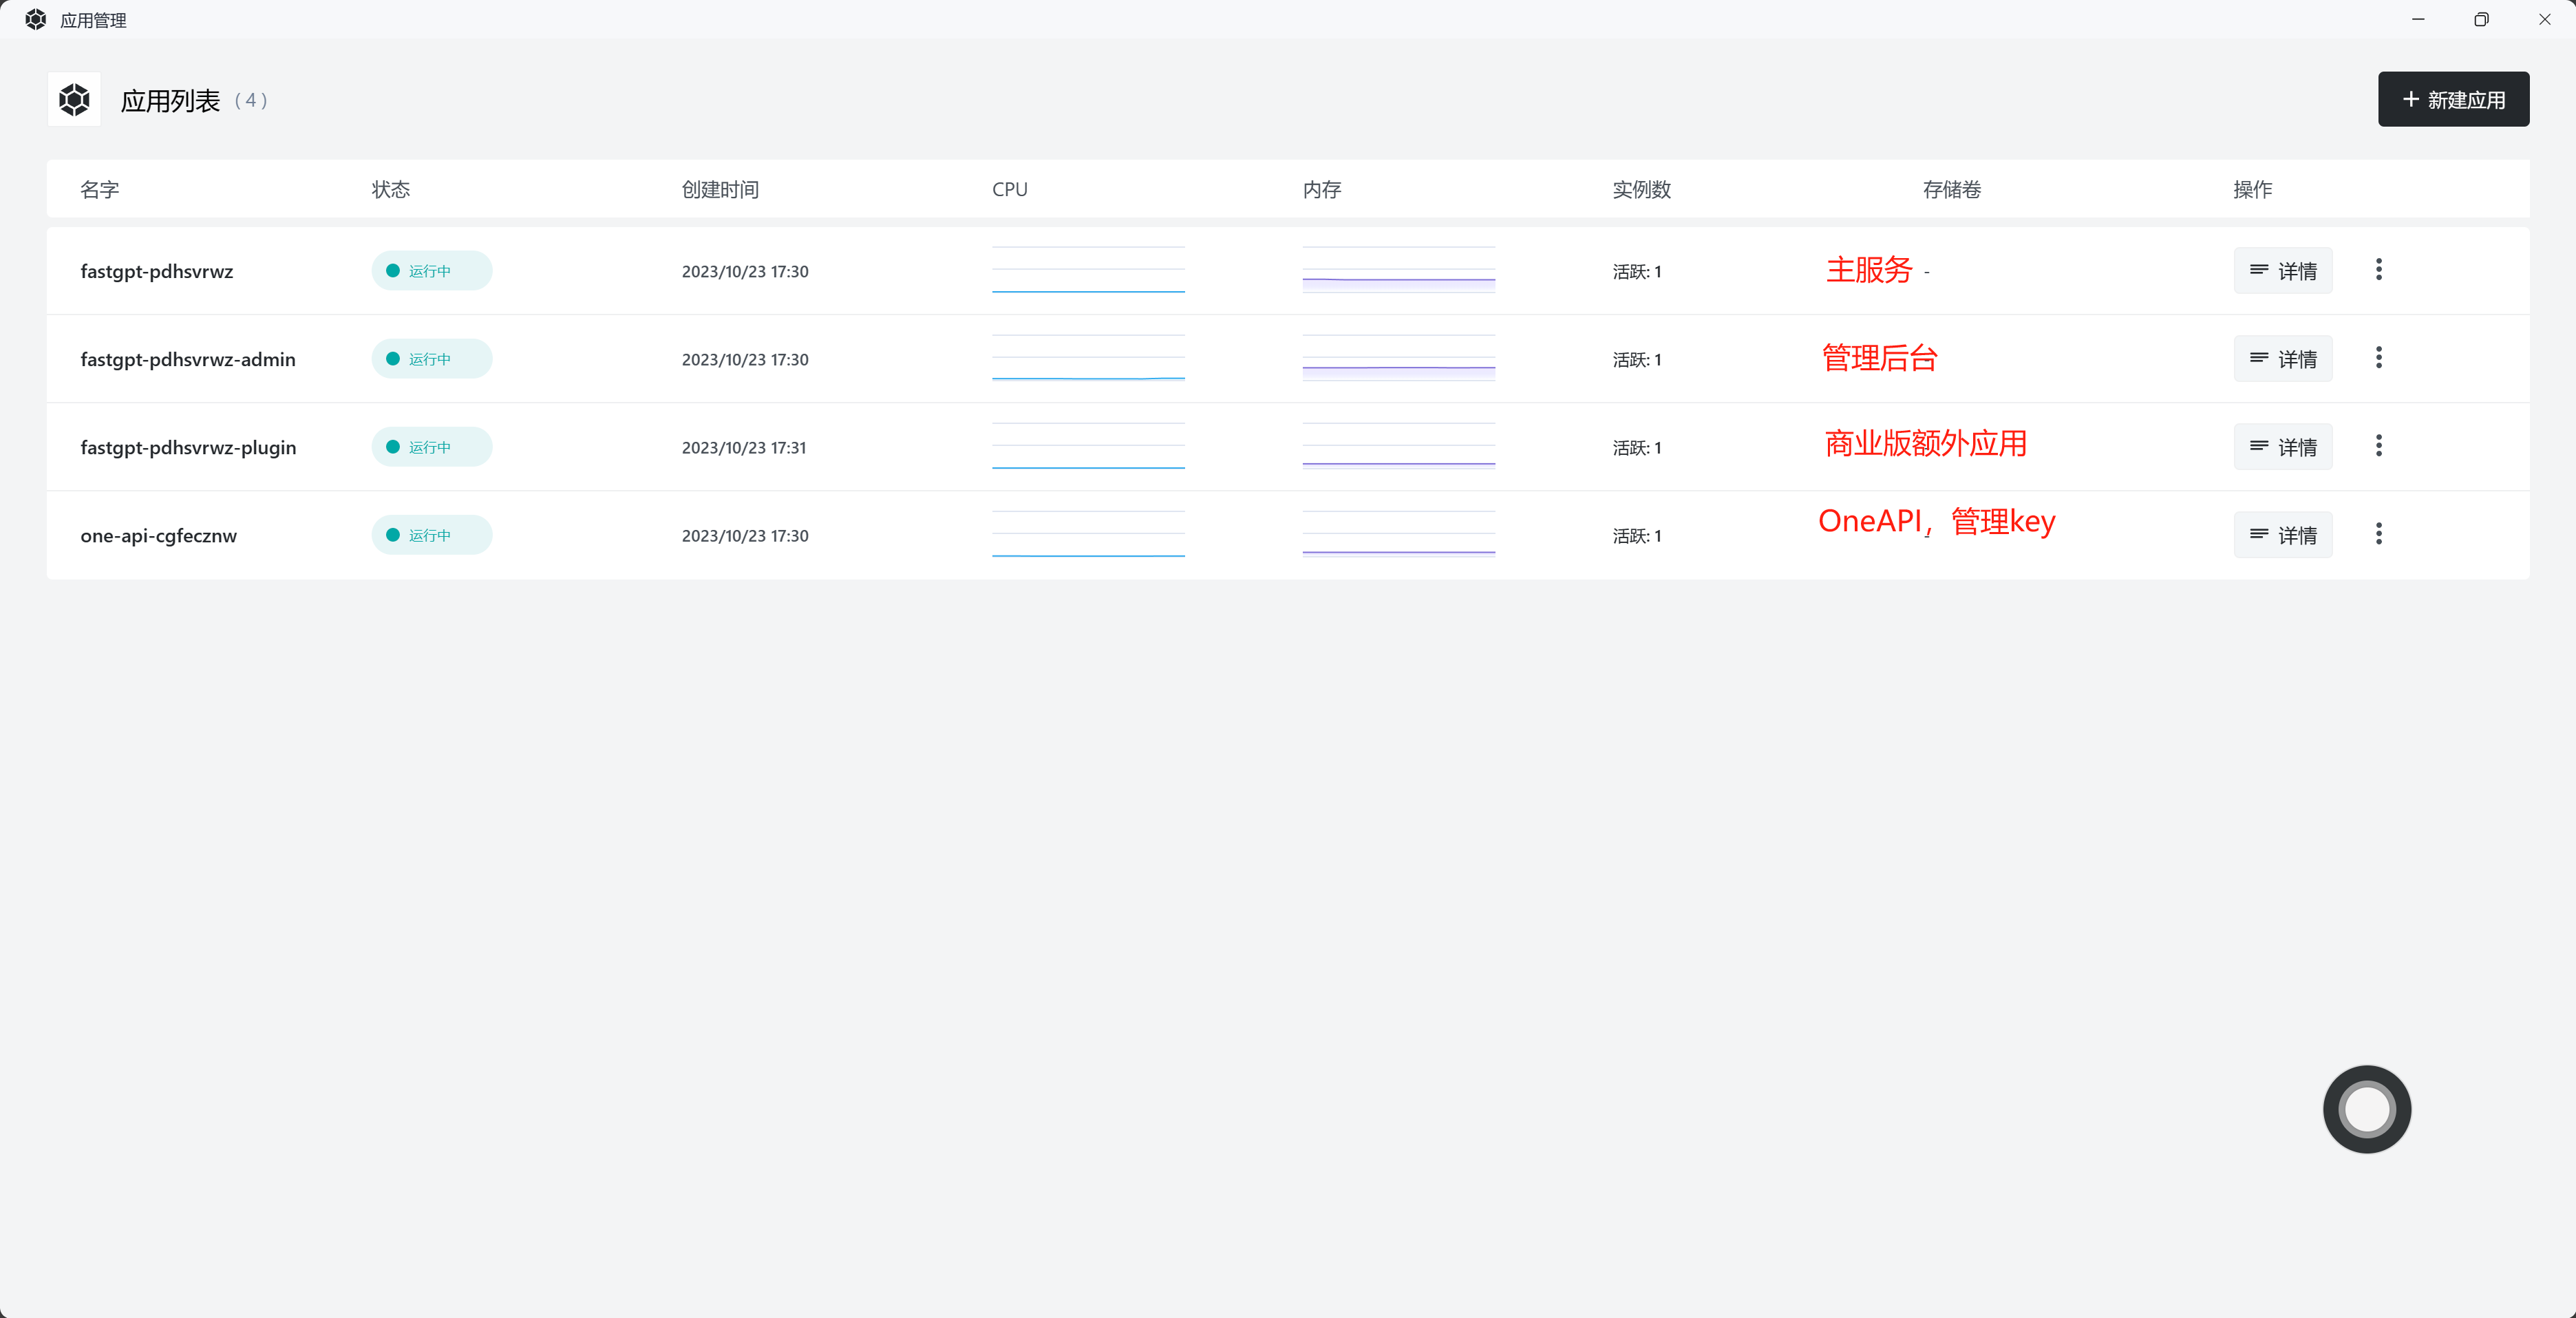 应用管理
应用列表 ( 4 )
新建应用
名字 状态 创建时间 CPU 内存 实例数 存储卷 操作
fastgpt-pdhsvrwz 运行中 2023/10/23 17:30 活跃: 1 主服务 - 详情
fastgpt-pdhsvrwz-admin 运行中 2023/10/23 17:30 活跃: 1 管理后台 详情
fastgpt-pdhsvrwz-plugin 运行中 2023/10/23 17:31 活跃: 1 商业版额外应用 详情
one-api-cgfecznw 运行中 2023/10/23 17:30 活跃: 1 OneAPI，管理key - 详情